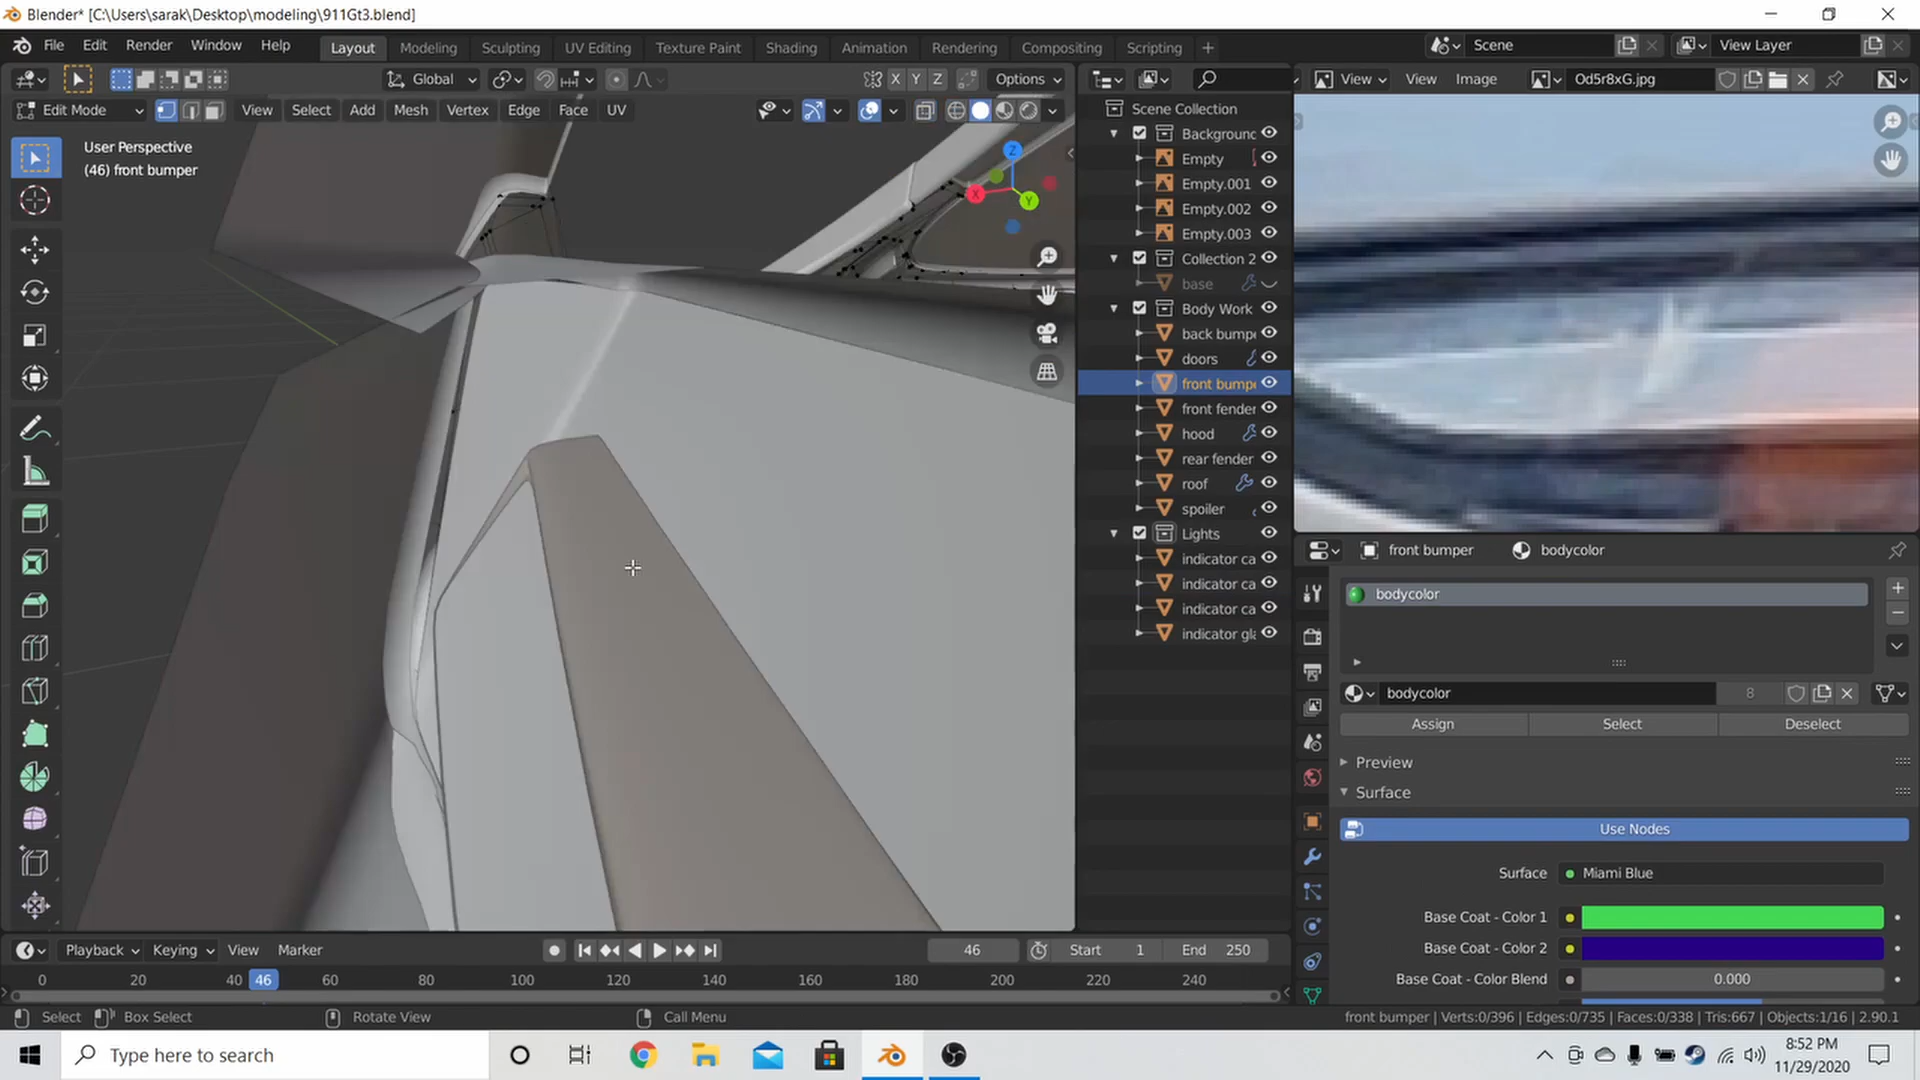 Blender* [C:\Users\sarak\Desktop\modeling\911Gt3.blend]
File Edit Render Window Help Layout Modeling Sculpting UV Editing Texture Paint Shading Animation Rendering Compositing Scripting + Scene View Layer
Global X Y Z Options View View Image Od5r8xG.jpg
Edit Mode View Select Add Mesh Vertex Edge Face UV
User Perspective
(46) front bumper
Z
X
Y
Scene Collection
Background
Empty
Empty.001
Empty.002
Empty.003
Collection 2
base
Body Work
back bumpe
doors
front bumpe
front fender
hood
rear fender
roof
spoiler
Lights
indicator ca
indicator ca
indicator ca
indicator gla
front bumper bodycolor
bodycolor
bodycolor 8
Assign Select Deselect
Preview
Surface
Use Nodes
Surface Miami Blue
Base Coat - Color 1
Base Coat - Color 2
Base Coat - Color Blend 0.000
Playback Keying View Marker 46 Start 1 End 250
0 20 40 46 80 100 120 140 160 180 200 220 240
Select Box Select Rotate View Call Menu front bumper | Verts:0/396 | Edges:0/735 | Faces:0/338 | Tris:667 | Objects:1/16 | 2.90.1
Type here to search
8:52 PM
11/29/2020